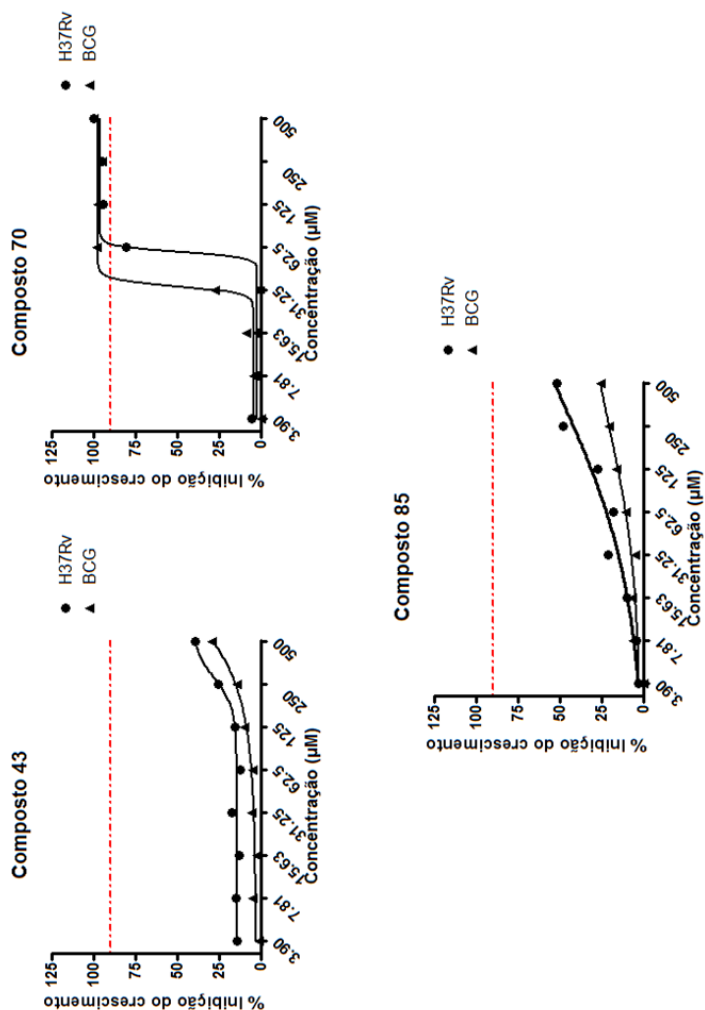 Composto 43
H37Rv
BCG
% Inibição do crescimento
125
100
75
50
25
0
3.90
7.81
15.63
31.25
62.5
125
250
500
Concentração (µM)
Composto 70
H37Rv
BCG
% Inibição do crescimento
125
100
75
50
25
0
3.90
7.81
15.63
31.25
62.5
125
250
500
Concentração (µM)
Composto 85
H37Rv
BCG
% Inibição do crescimento
125
100
75
50
25
0
3.90
7.81
15.63
31.25
62.5
125
250
500
Concentração (µM)